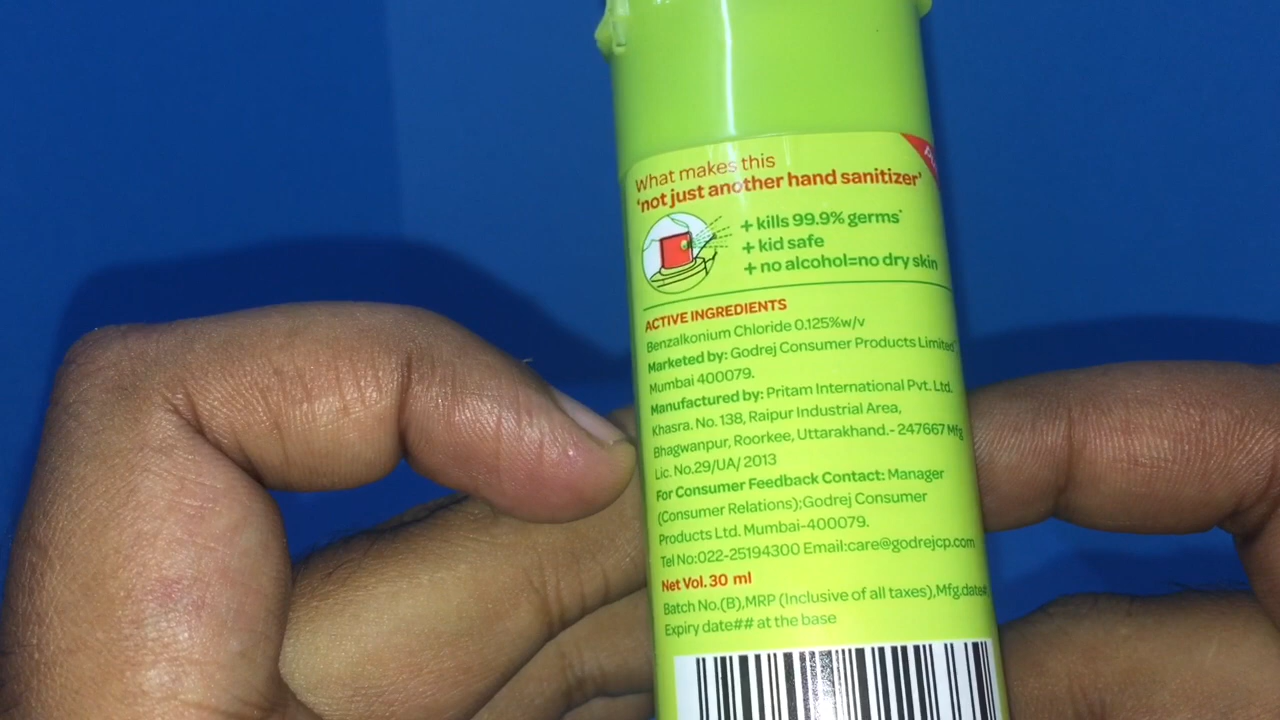 What makes this
'not just another hand sanitizer'
+ kills 99.9% germs*
+ kid safe
+ no alcohol=no dry skin
ACTIVE INGREDIENTS
Benzalkonium Chloride 0.125%w/v
Marketed by: Godrej Consumer Products Limited
Mumbai 400079.
Manufactured by: Pritam International Pvt. Ltd.
Khasra. No. 138, Raipur Industrial Area,
Bhagwanpur, Roorkee, Uttarakhand.- 247667 Mfg
Lic. No.29/UA/ 2013
For Consumer Feedback Contact: Manager
(Consumer Relations);Godrej Consumer
Products Ltd. Mumbai-400079.
Tel No:022-25194300 Email:care@godrejcp.com
Net Vol. 30 ml
Batch No.(B),MRP (Inclusive of all taxes),Mfg.date#
Expiry date## at the base